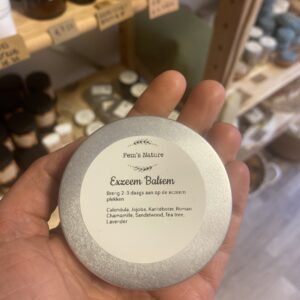 Pem's Nature
Exzeem Balsem
Breng 2-3 daags aan op de eczeem
plekken
Calendula, Jojoba, Karitéboter, Roman
Chamomille, Sandelwood, Tea tree,
Lavender